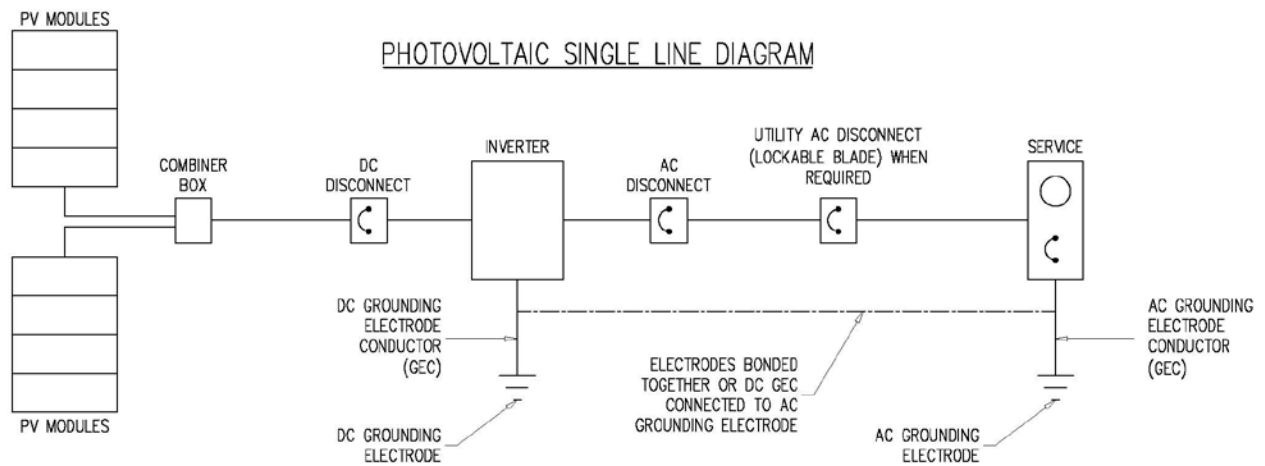 PV MODULES
PHOTOVOLTAIC SINGLE LINE DIAGRAM
COMBINER
BOX
DC
DISCONNECT
INVERTER
AC
DISCONNECT
UTILITY AC DISCONNECT
(LOCKABLE BLADE) WHEN
REQUIRED
SERVICE
DC GROUNDING
ELECTRODE
CONDUCTOR
(GEC)
ELECTRODES BONDED
TOGETHER OR DC GEC
CONNECTED TO AC
GROUNDING ELECTRODE
AC GROUNDING
ELECTRODE
CONDUCTOR
(GEC)
PV MODULES
DC GROUNDING
ELECTRODE
AC GROUNDING
ELECTRODE